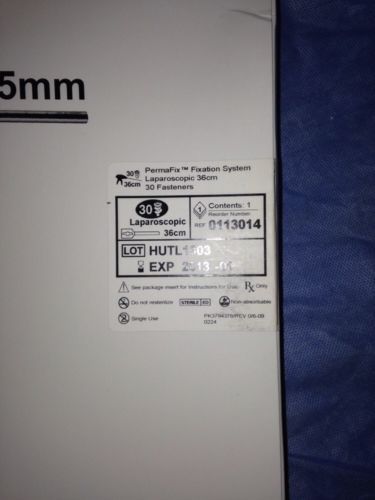 5mm
PermaFix™ Fixation System
Laparoscopic 36cm
30 Fasteners
30
36cm
30
Laparoscopic
36cm
1
Contents: 1
Reorder Number
REF 0113014
LOT
EXP
See package insert for Instructions for Use
Rx Only
Do not resterilize
STERILE EO
Non-absorbable
Single Use
0224